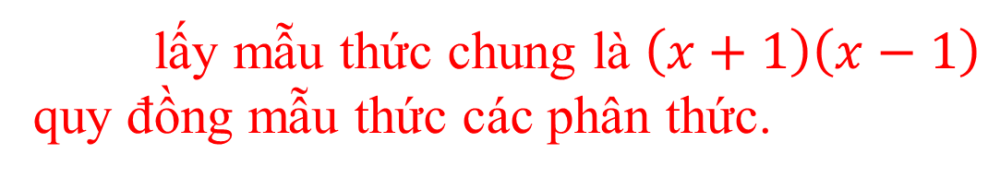 lấy mẫu thức chung là (x + 1)(x − 1)
quy đồng mẫu thức các phân thức.